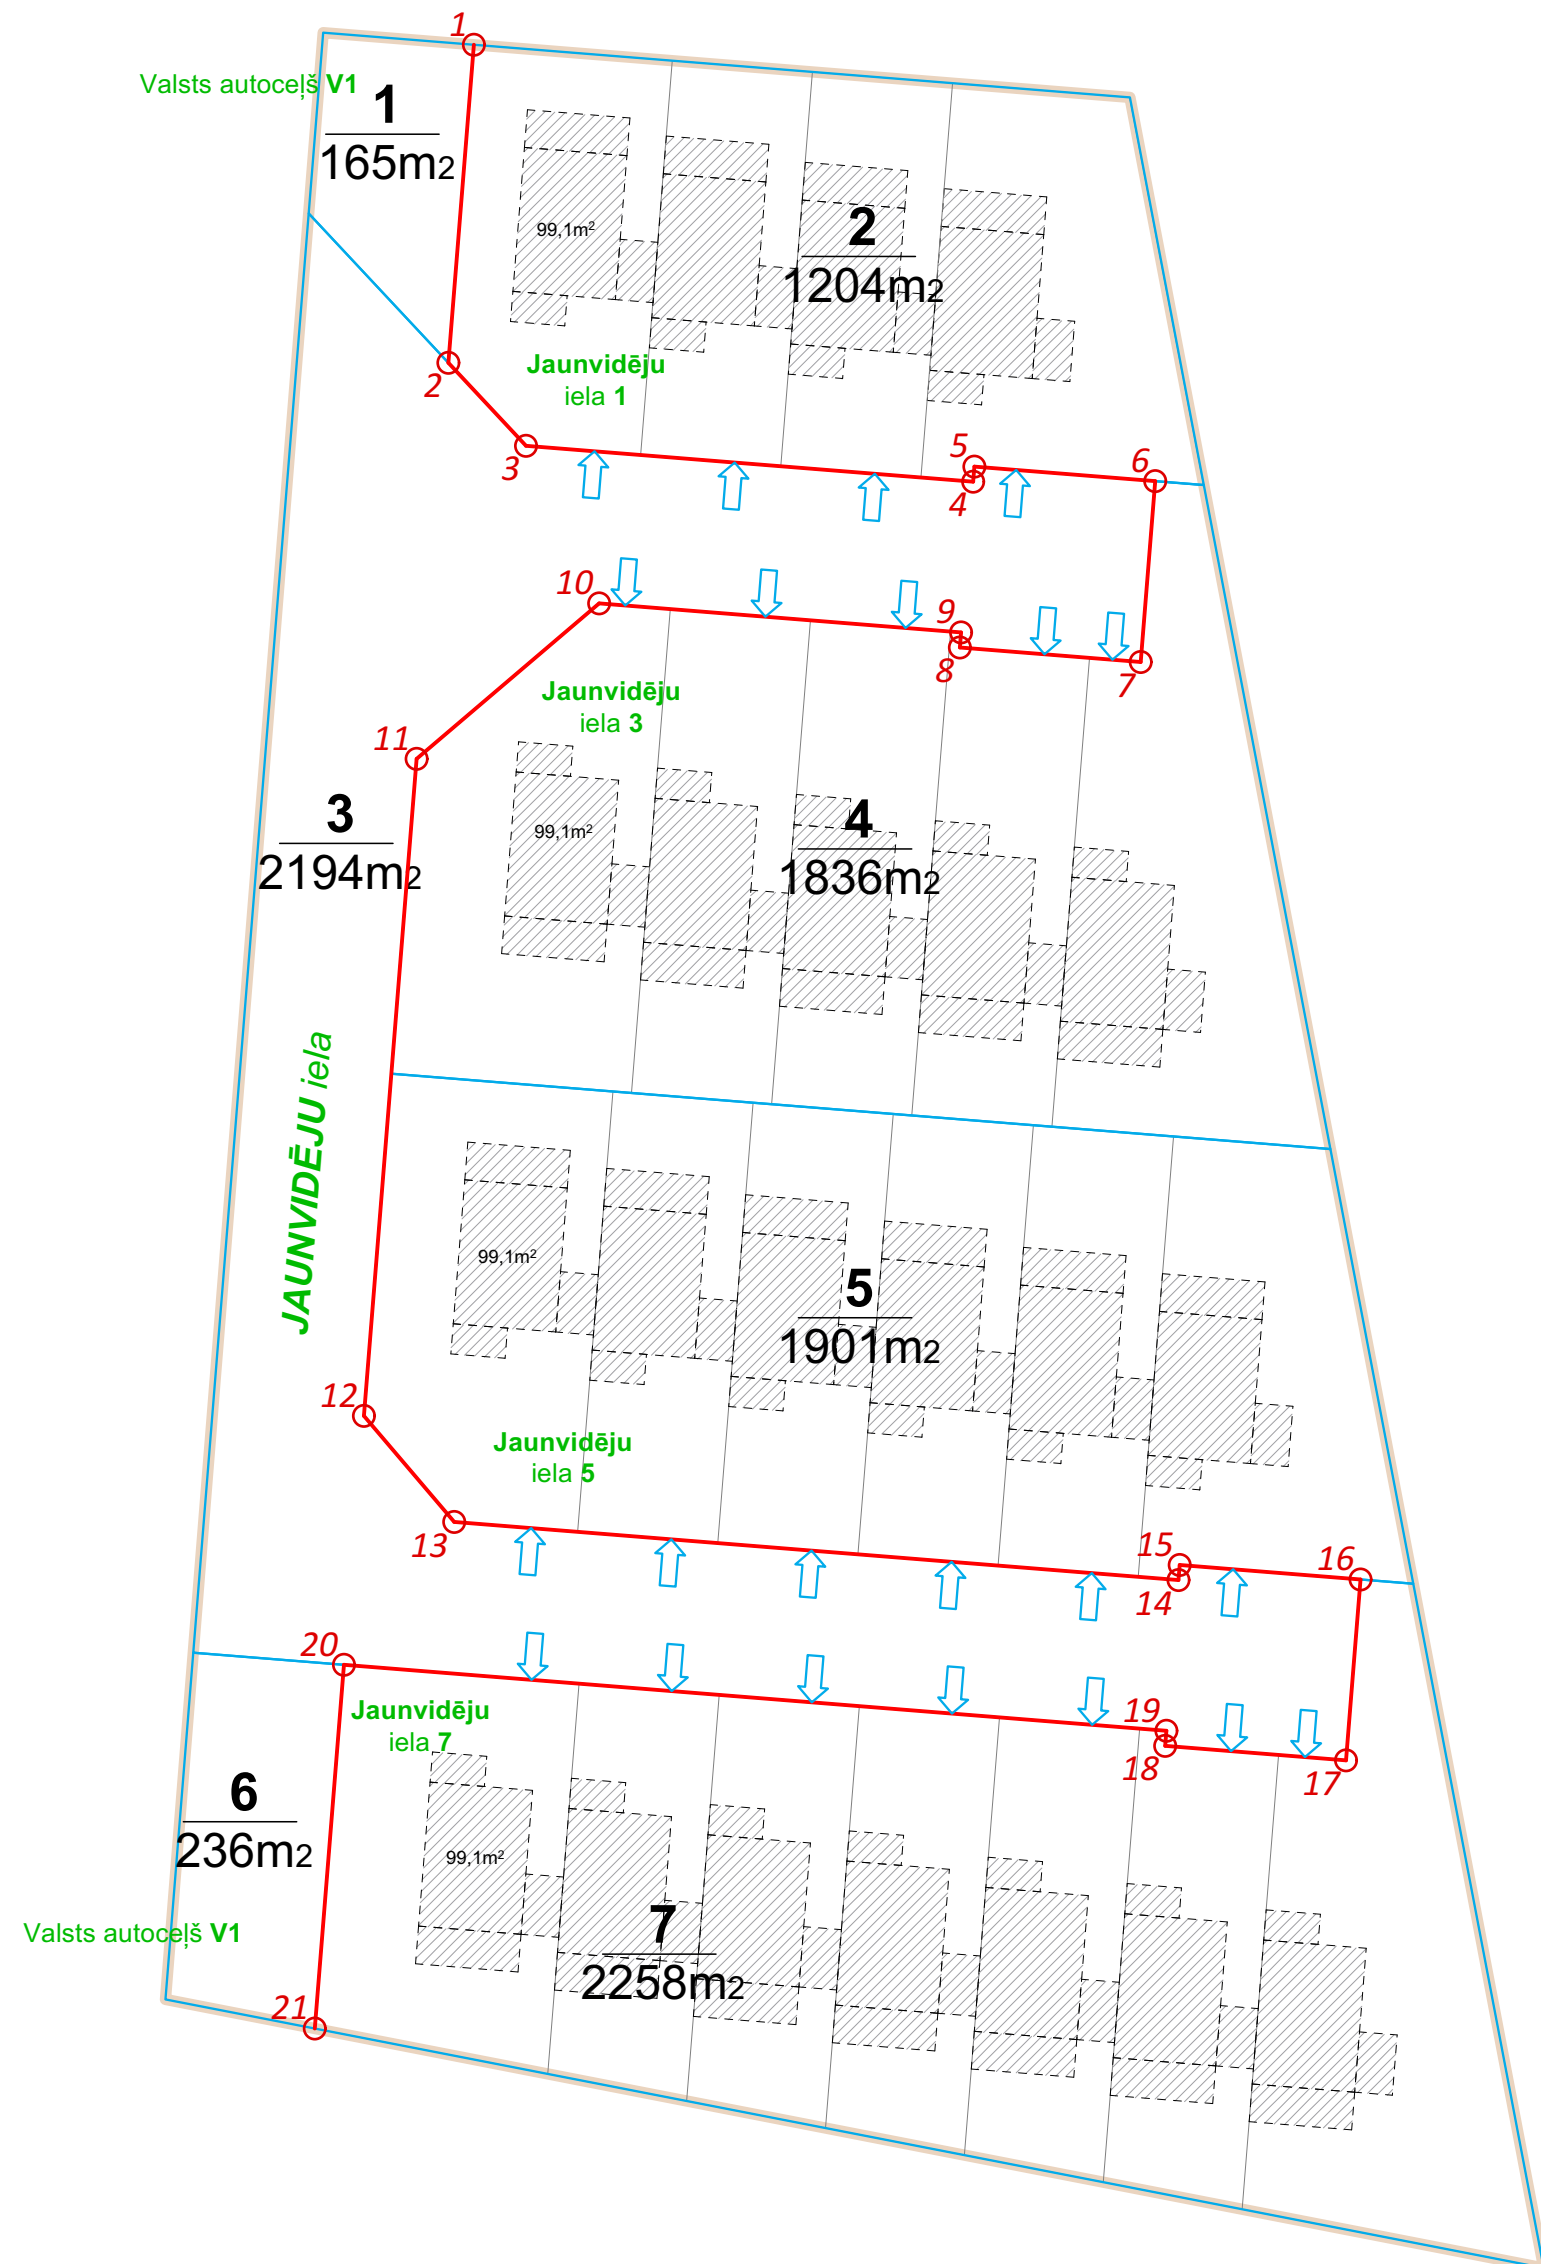 1
Valsts autoceļš V1
1
165m2
2
1204m2
99,1m²
Jaunvidēju
iela 1
2
3
5
4
6
10
9
8
7
Jaunvidēju
iela 3
11
3
2194m2
99,1m²
4
1836m2
JAUNVIDĒJU iela
99,1m²
5
1901m2
12
Jaunvidēju
iela 5
13
15
14
16
20
Jaunvidēju
iela 7
19
18
17
6
236m2
99,1m²
7
2258m2
Valsts autoceļš V1
21